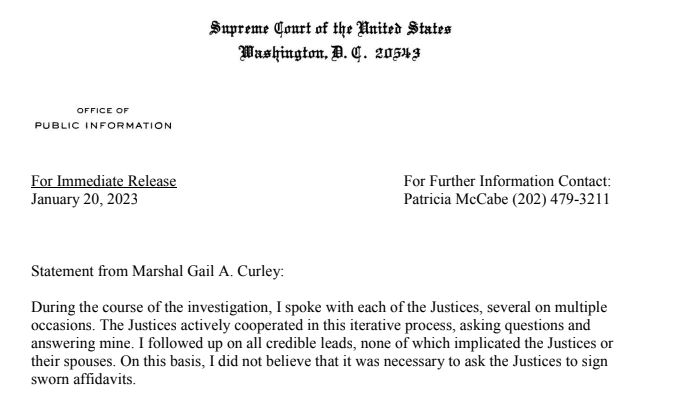 Supreme Court of the United States
Washington, D. C. 20543
OFFICE OF
PUBLIC INFORMATION
For Immediate Release
January 20, 2023
For Further Information Contact:
Patricia McCabe (202) 479-3211
Statement from Marshal Gail A. Curley:
During the course of the investigation, I spoke with each of the Justices, several on multiple
occasions. The Justices actively cooperated in this iterative process, asking questions and
answering mine. I followed up on all credible leads, none of which implicated the Justices or
their spouses. On this basis, I did not believe that it was necessary to ask the Justices to sign
sworn affidavits.